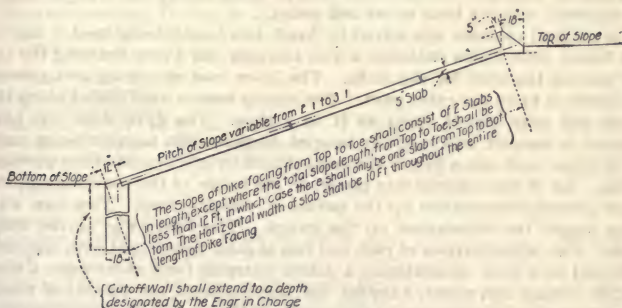 5"
18"
Top of Slope
5 Slab
Pitch of Slope variable from 2 1 to 3 1
12"
Bottom of Slope
The Slope of Dike facing from Top to Toe shall consist of 2 Slabs
in length, except where the total slope length, from Top to Toe, shall be
less than 12 Ft, in which case there shall only be one slab from Top to Bot-
tom The Horizontal width of slab shall be 10 Ft throughout the entire
length of Dike Facing
18"
Cutoff Wall shall extend to a depth
designated by the Engr in Charge